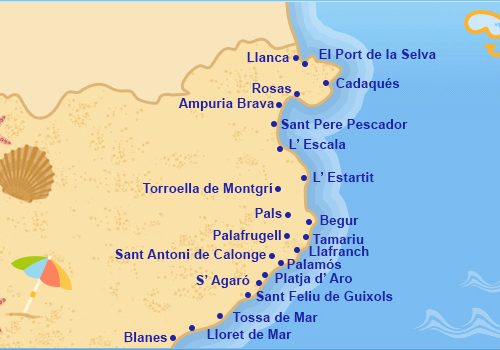 Llanca
El Port de la Selva
Cadaqués
Rosas
Ampuria Brava
Sant Pere Pescador
L' Escala
L' Estartit
Torroella de Montgrí
Pals
Begur
Palafrugell
Tamariu
Llafranch
Sant Antoni de Calonge
Palamós
Platja d' Aro
S' Agaró
Sant Feliu de Guixols
Tossa de Mar
Lloret de Mar
Blanes